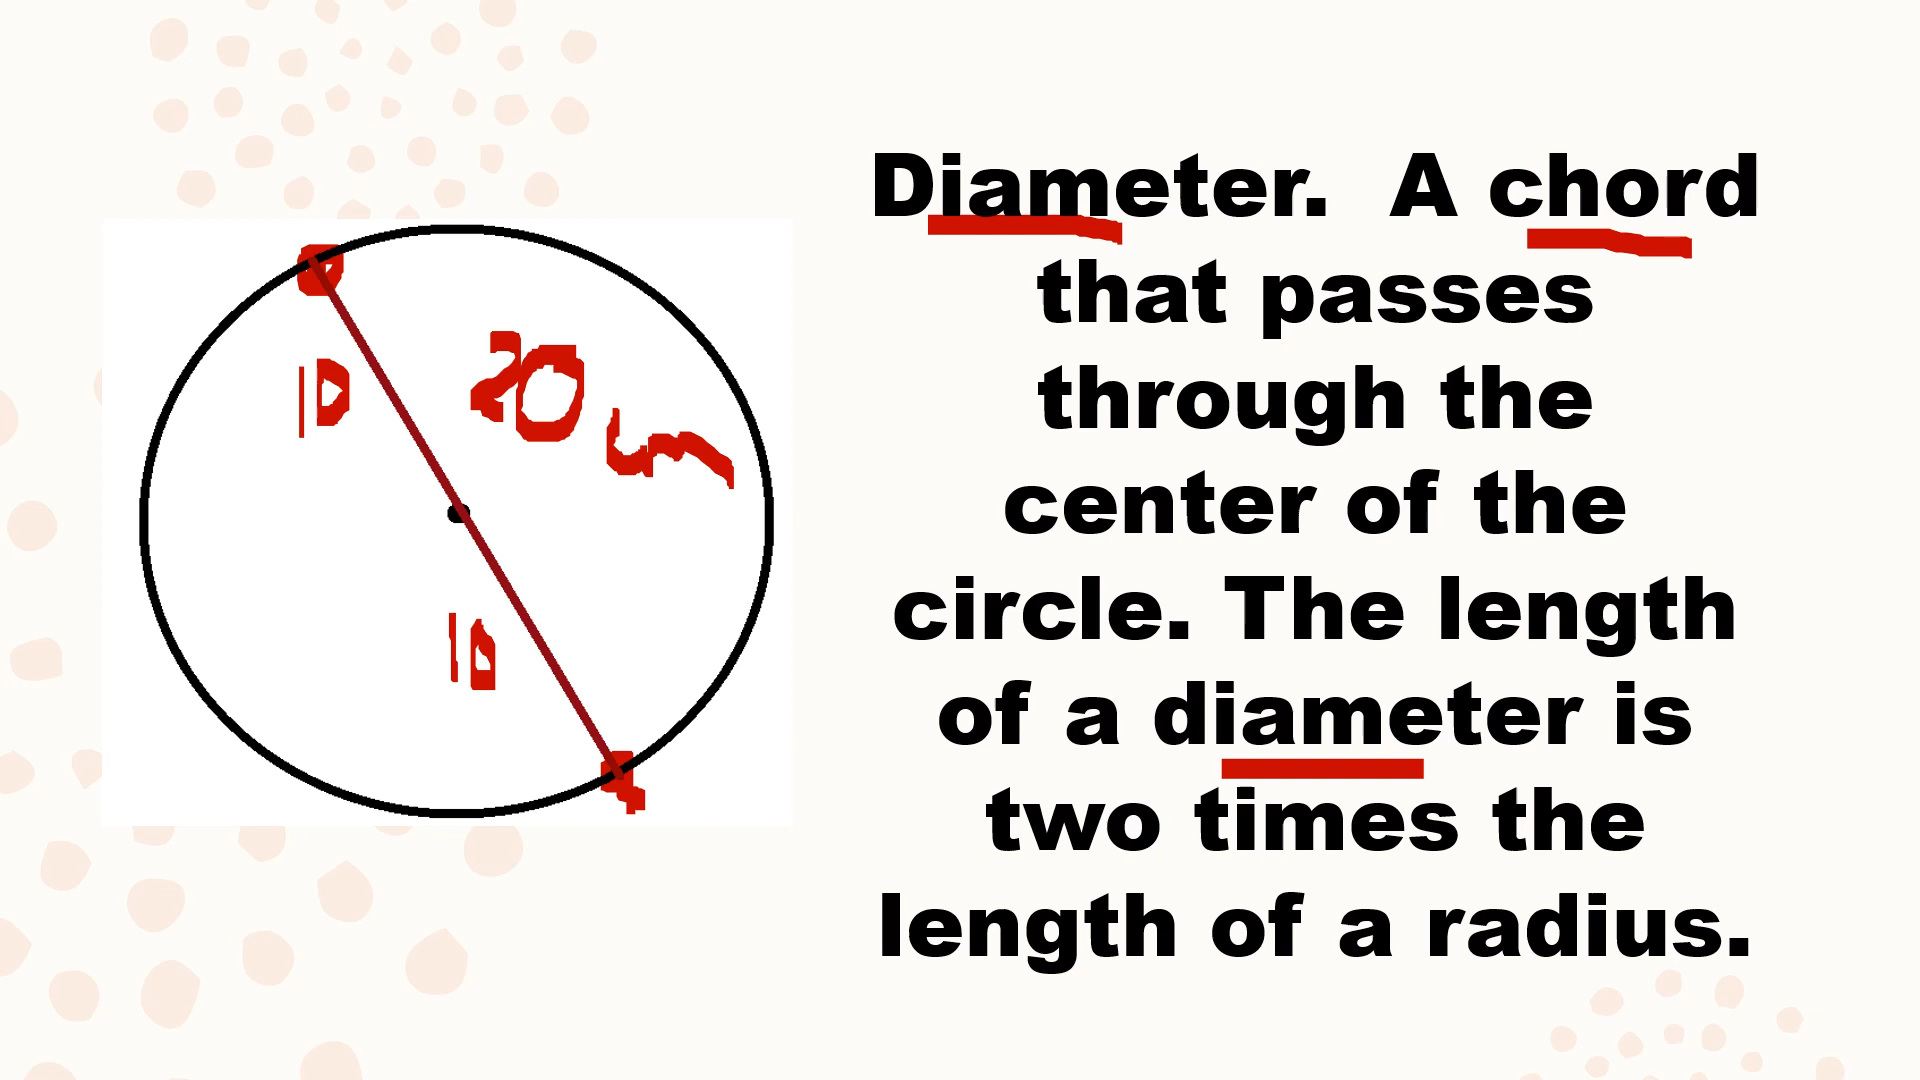 Diameter. A chord
that passes
through the
center of the
circle. The length
of a diameter is
two times the
length of a radius.
10
20
10